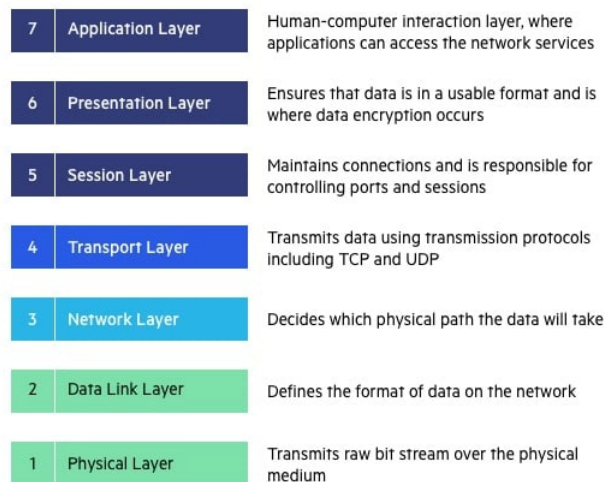 7 Application Layer
Human-computer interaction layer, where
applications can access the network services
6 Presentation Layer
Ensures that data is in a usable format and is
where data encryption occurs
5 Session Layer
Maintains connections and is responsible for
controlling ports and sessions
4 Transport Layer
Transmits data using transmission protocols
including TCP and UDP
3 Network Layer
Decides which physical path the data will take
2 Data Link Layer
Defines the format of data on the network
1 Physical Layer
Transmits raw bit stream over the physical
medium